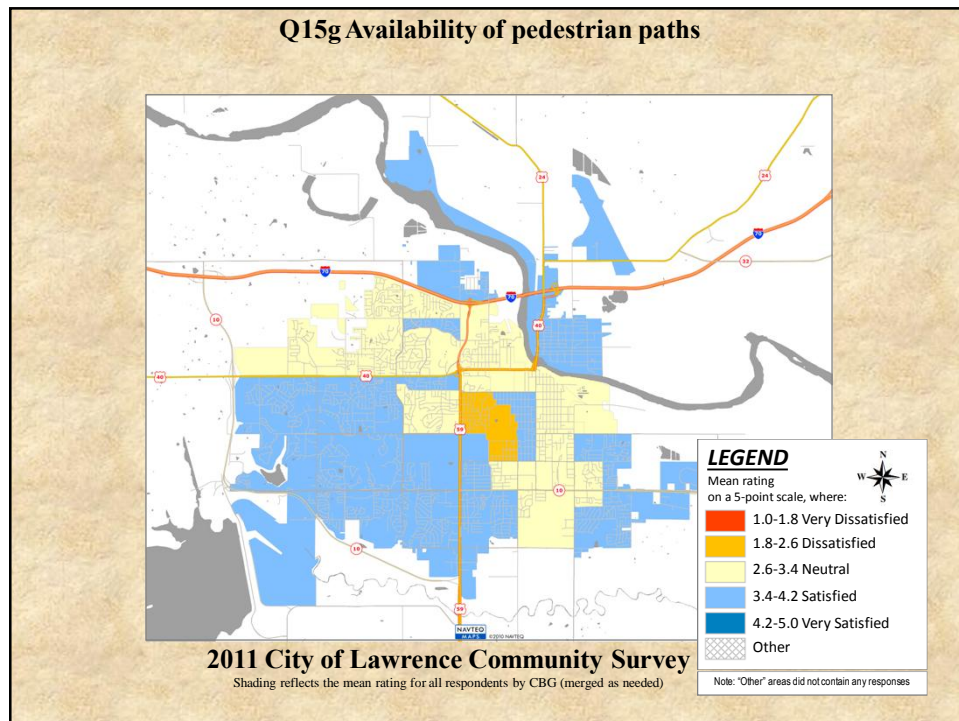 Q15g Availability of pedestrian paths
24
24
70
70
32
10
70
40
40
40
59
10
10
59
NAVTEQ
MAPS
©2010 NAVTEQ
LEGEND
Mean rating
on a 5-point scale, where:
N
W E
S
1.0-1.8 Very Dissatisfied
1.8-2.6 Dissatisfied
2.6-3.4 Neutral
3.4-4.2 Satisfied
4.2-5.0 Very Satisfied
Other
2011 City of Lawrence Community Survey
Shading reflects the mean rating for all respondents by CBG (merged as needed)
Note: "Other" areas did not contain any responses